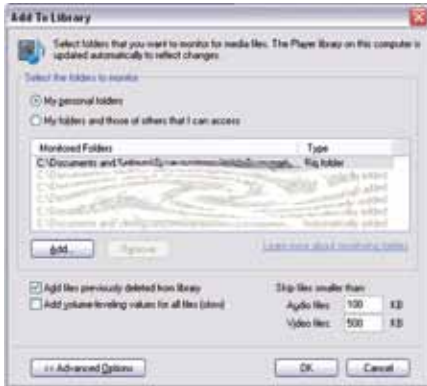 Add To Library
Select folders that you want to monitor for media files. The Player library on this computer is
updated automatically to reflect changes.
Select the folders to monitor
My personal folders
My folders and those of others that I can access
Monitored Folders Type
C:\Documents and Rip folder
Add... Remove Learn more about monitoring folders
Add files previously deleted from library
Add volume-leveling values for all files (slow)
Skip files smaller than:
Audio files: 100 KB
Video files: 500 KB
<< Advanced Options OK Cancel